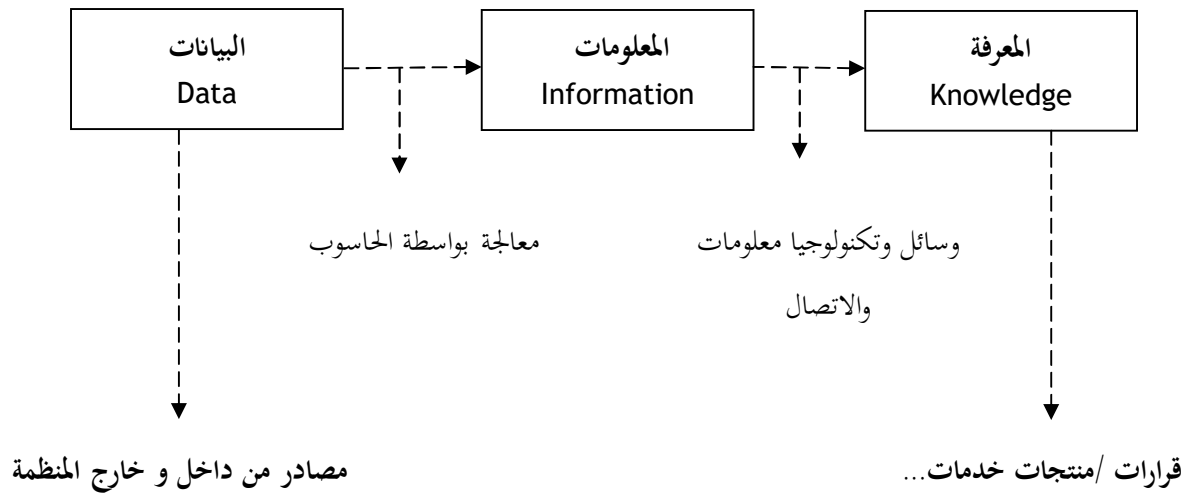 البيانات
Data
المعلومات
Information
المعرفة
Knowledge
معالجة بواسطة الحاسوب
وسائل وتكنولوجيا معلومات
والاتصال
مصادر من داخل و خارج المنظمة
قرارات /منتجات خدمات...